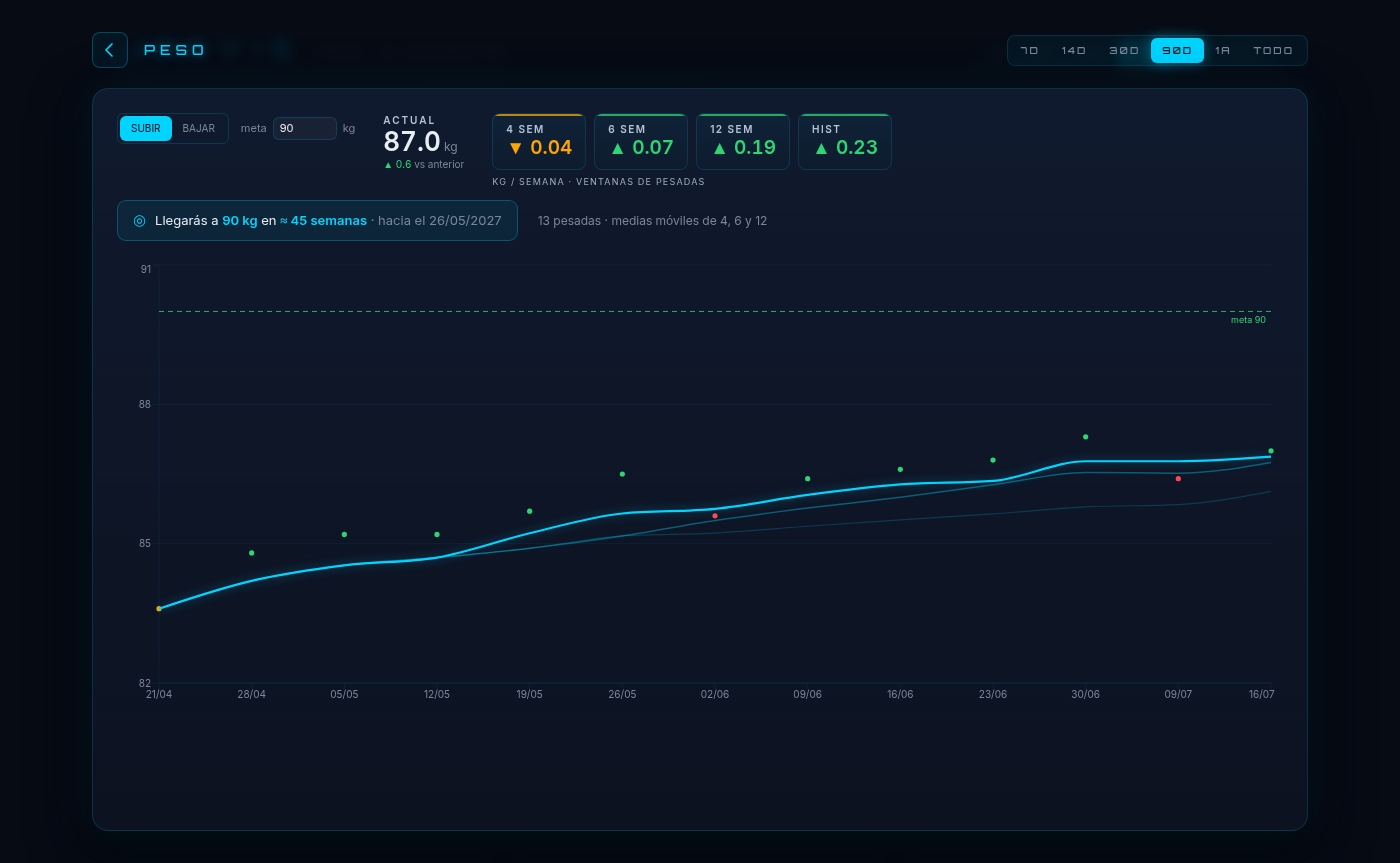 PESO
7D 14D 30D 90D 1A TODO
SUBIR BAJAR meta 90 kg
ACTUAL
87.0 kg
▲ 0.6 vs anterior
4 SEM
▼ 0.04
6 SEM
▲ 0.07
12 SEM
▲ 0.19
HIST
▲ 0.23
KG / SEMANA · VENTANAS DE PESADAS
◎ Llegarás a 90 kg en ≈ 45 semanas · hacia el 26/05/2027
13 pesadas · medias móviles de 4, 6 y 12
91
meta 90
88
85
82
21/04 28/04 05/05 12/05 19/05 26/05 02/06 09/06 16/06 23/06 30/06 09/07 16/07